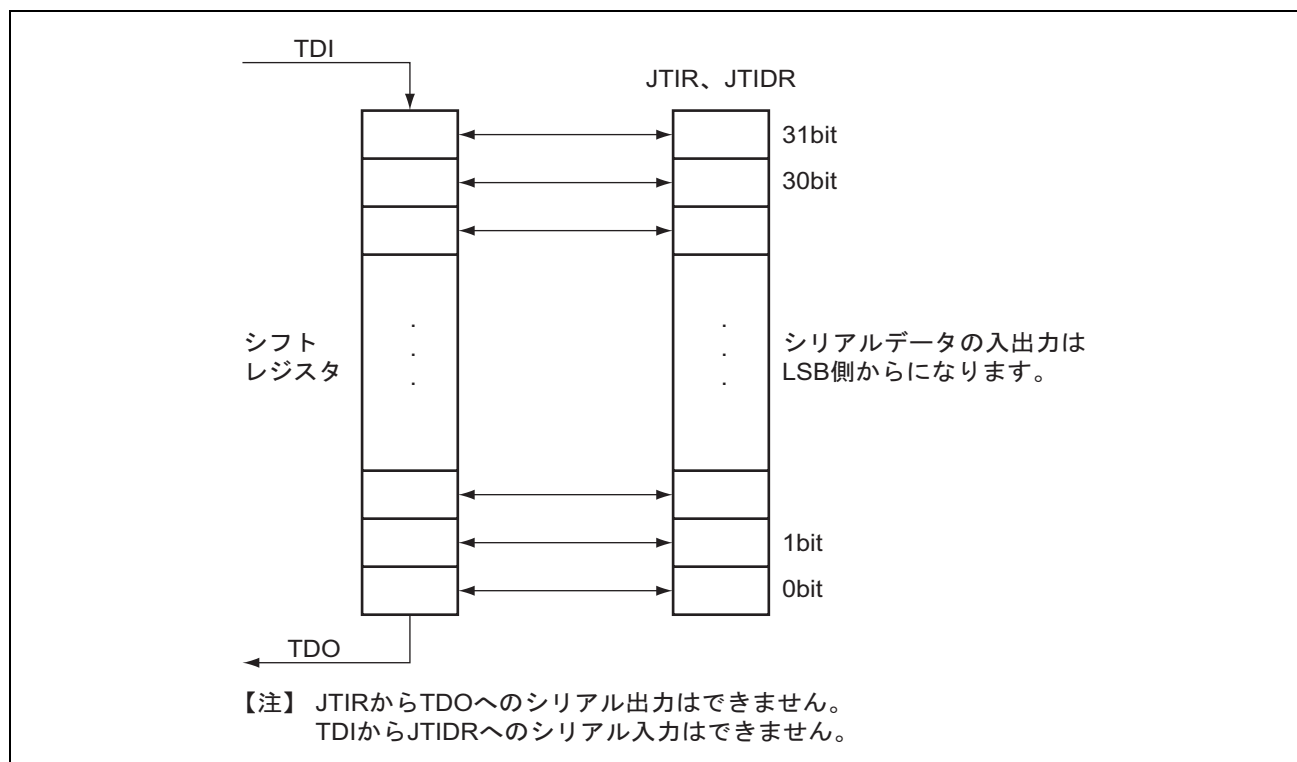 TDI
JTIR、JTIDR
31bit
30bit
シフト
レジスタ
シリアルデータの入出力は
LSB側からになります。
1bit
0bit
TDO
【注】 JTIRからTDOへのシリアル出力はできません。
TDIからJTIDRへのシリアル入力はできません。